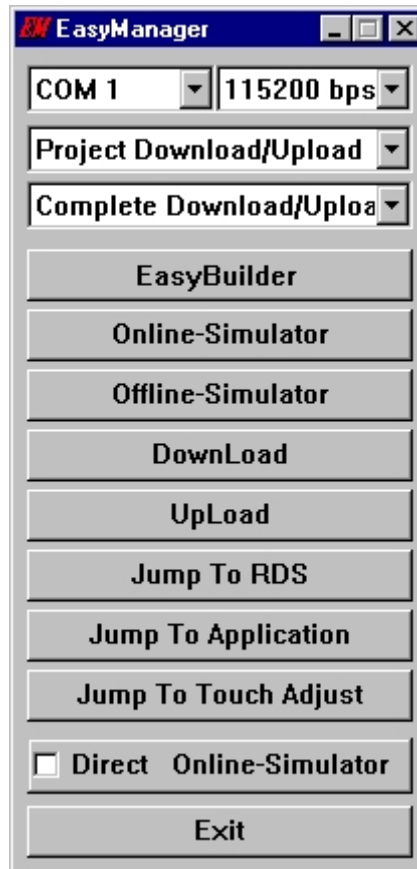 EM EasyManager
COM 1 115200 bps
Project Download/Upload
Complete Download/Uploa
EasyBuilder
Online-Simulator
Offline-Simulator
DownLoad
UpLoad
Jump To RDS
Jump To Application
Jump To Touch Adjust
Direct Online-Simulator
Exit